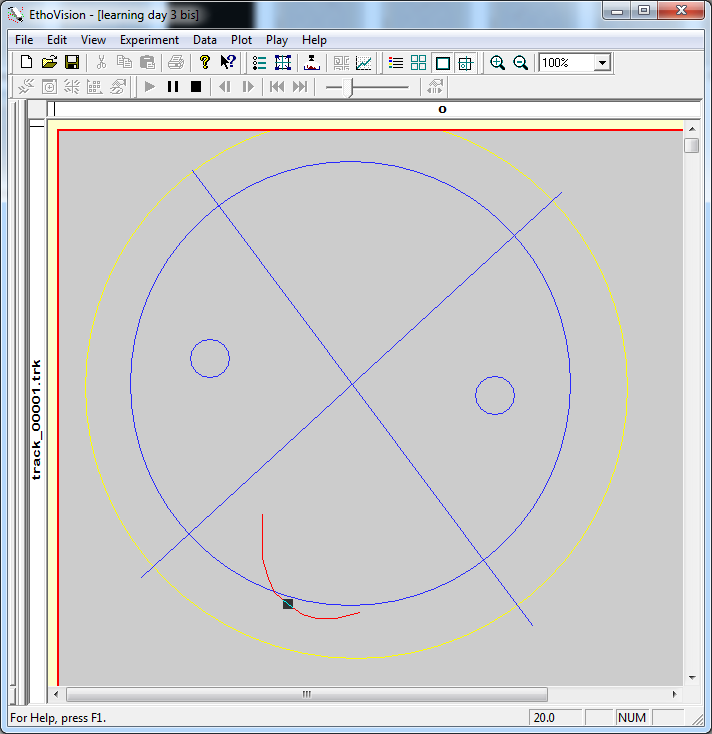 EthoVision - [learning day 3 bis]
File Edit View Experiment Data Plot Play Help
100%
O
track_00001.trk
For Help, press F1.
20.0
NUM